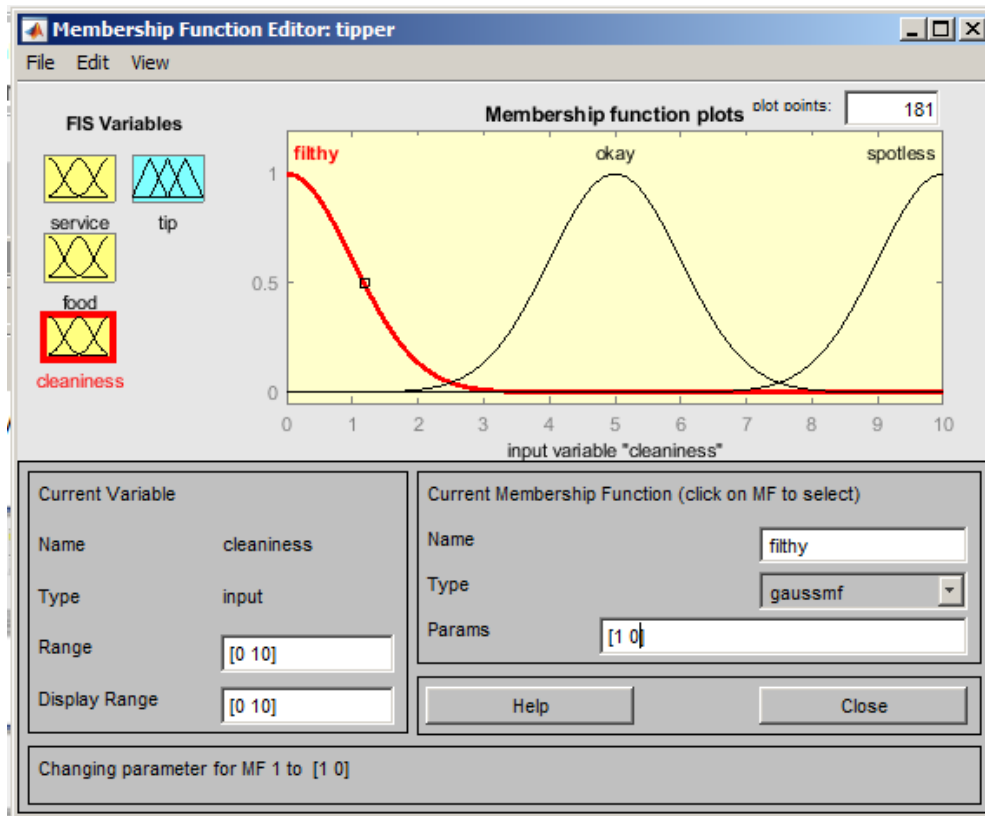 Membership Function Editor: tipper
File Edit View
FIS Variables
service tip
food
cleaniness
Membership function plots plot points: 181
filthy okay spotless
1
0.5
0
0 1 2 3 4 5 6 7 8 9 10
input variable "cleaniness"
Current Variable
Name cleaniness
Type input
Range [0 10]
Display Range [0 10]
Current Membership Function (click on MF to select)
Name filthy
Type gaussmf
Params [1 0]
Help Close
Changing parameter for MF 1 to [1 0]